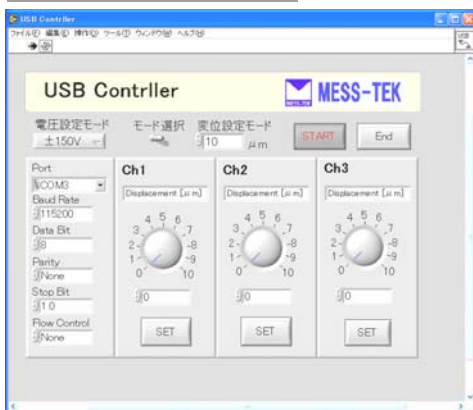 USB Contrller
ファイル(F) 編集(E) 操作(O) ツール(T) ウィンドウ(W) ヘルプ(H)
USB
USB Contrller
MESS-TEK
電圧設定モード モード選択 変位設定モード
±150V 10 μm START End
Port
COM3
Baud Rate
115200
Data Bit
8
Parity
None
Stop Bit
1.0
Flow Control
None
Ch1
Displacement [μm]
0 1 2 3 4 5 6 7 8 9 10
0
SET
Ch2
Displacement [μm]
0 1 2 3 4 5 6 7 8 9 10
0
SET
Ch3
Displacement [μm]
0 1 2 3 4 5 6 7 8 9 10
0
SET